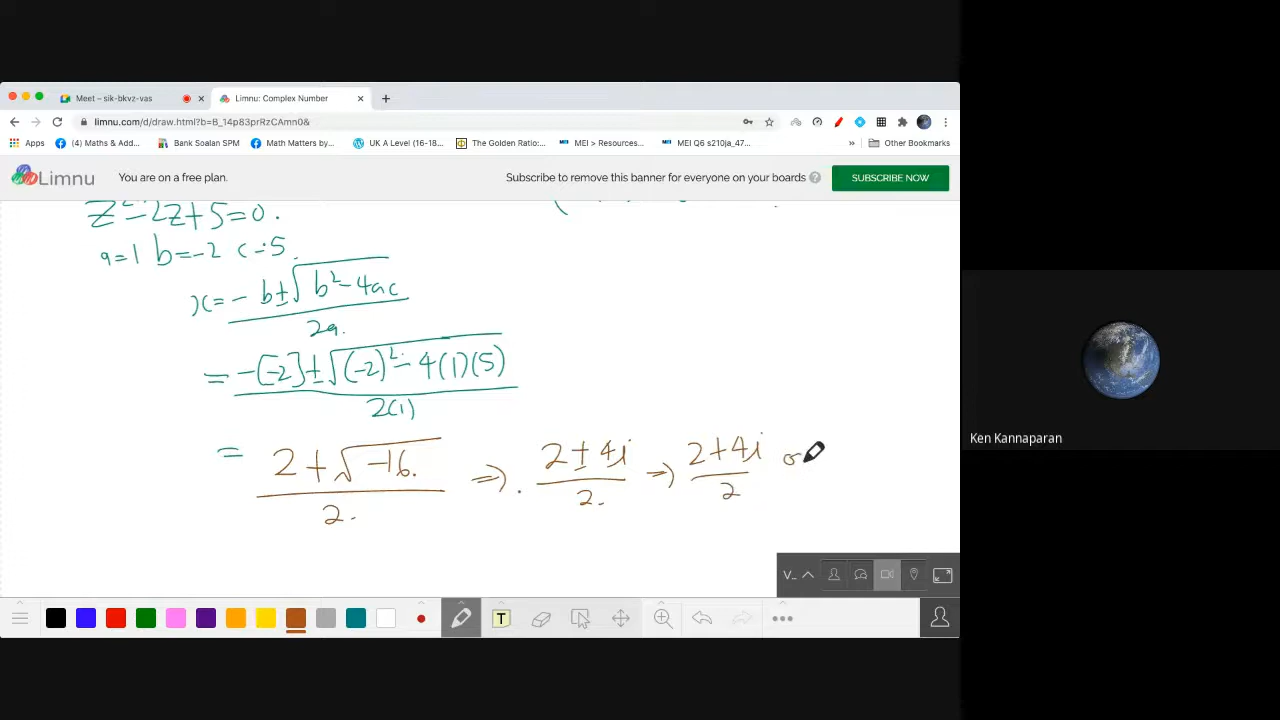 Meet – sik-bkvz-vas
Limnu: Complex Number
limnu.com/d/draw.html?b=B_14p83prRzCAmn0&
Apps
(4) Maths & Add...
Bank Soalan SPM
Math Matters by...
UK A Level (16-18...
The Golden Ratio:...
MEI > Resources...
MEI Q6 s210ja_47...
»
Other Bookmarks
Limnu
You are on a free plan.
Subscribe to remove this banner for everyone on your boards
SUBSCRIBE NOW
z² - 2z + 5 = 0.
a=1 b=-2 c=5.
x = -b ± √b² - 4ac
2a.
= -(-2) ± √(-2)² - 4(1)(5)
2(1)
= 2 + √-16. ⇒ 2 ± 4i ⇒ 2 + 4i or
2. 2. 2
Ken Kannaparan
V_
T